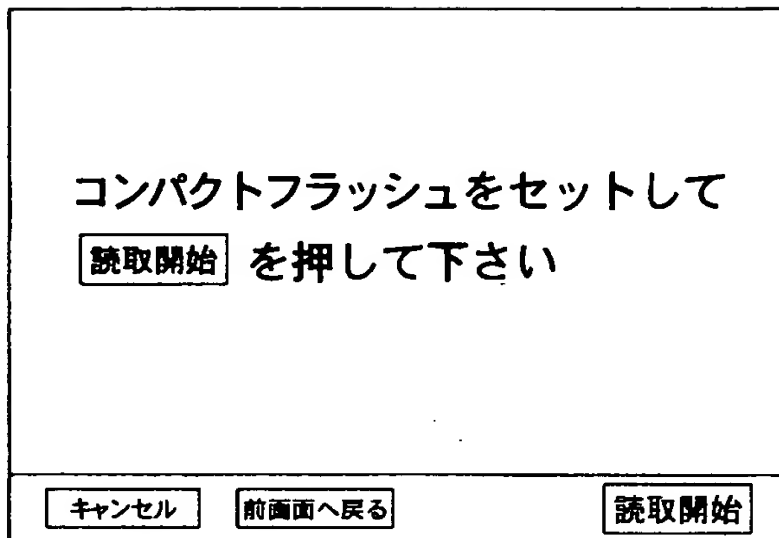 コンパクトフラッシュをセットして
読取開始 を押して下さい
キャンセル 前画面へ戻る 読取開始